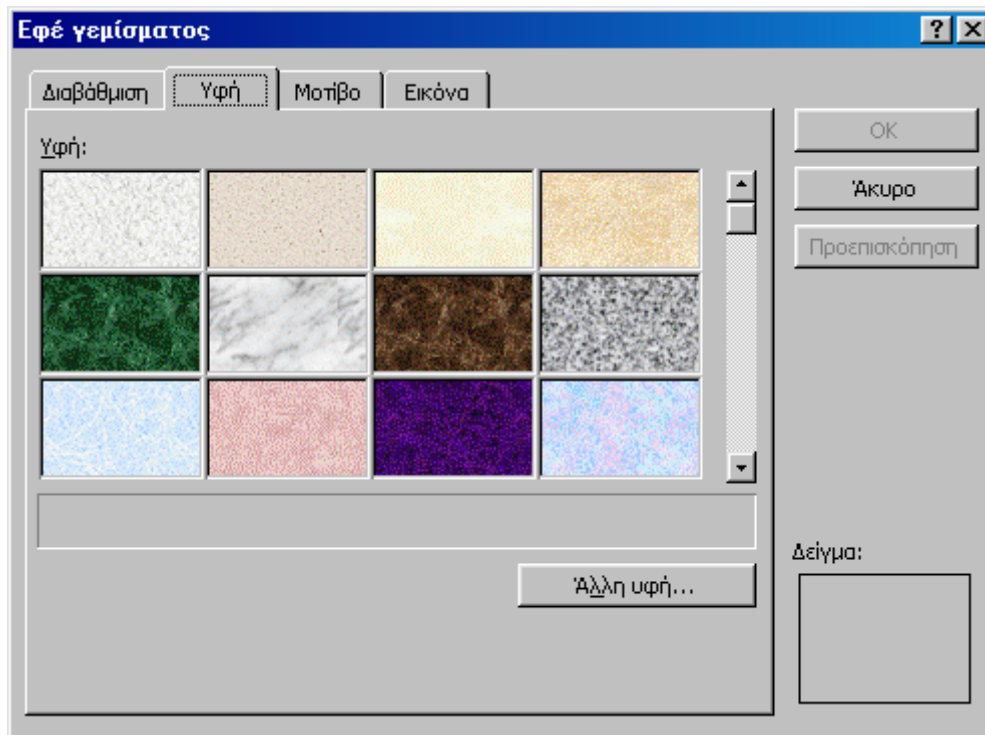 Εφέ γεμίσματος
Διαβάθμιση Υφή Μοτίβο Εικόνα
Υφή:
OK
Άκυρο
Προεπισκόπηση
Δείγμα:
Άλλη υφή...